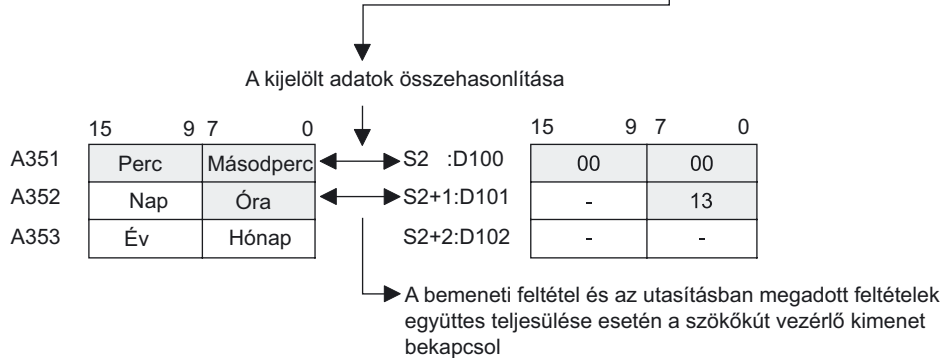 A kijelölt adatok összehasonlítása
15 9 7 0 15 9 7 0
A351 Perc Másodperc S2 :D100 00 00
A352 Nap Óra S2+1:D101 - 13
A353 Év Hónap S2+2:D102 - -
A bemeneti feltétel és az utasításban megadott feltételek
együttes teljesülése esetén a szökőkút vezérlő kimenet
bekapcsol